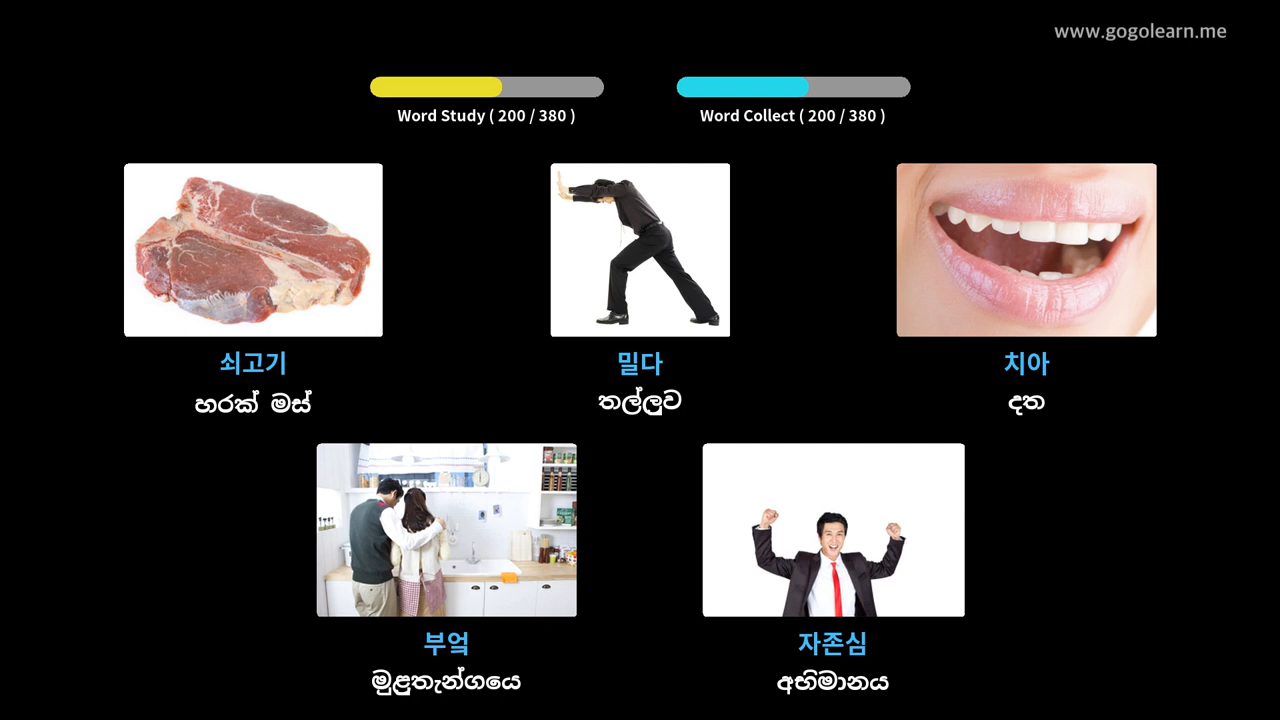 www.gogolearn.me
Word Study ( 200 / 380 )
Word Collect ( 200 / 380 )
쇠고기
හරක් මස්
밀다
තල්ලුව
치아
දත
부엌
මුළුතැන්ගයෙ
자존심
අභිමානය